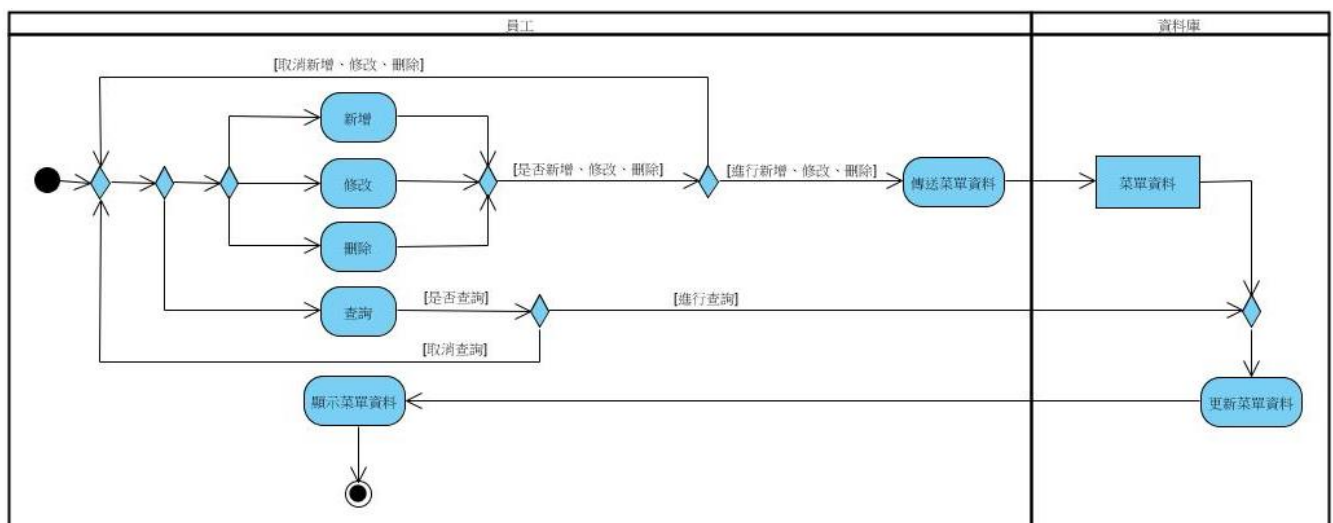 員工
資料庫
[取消新增、修改、刪除]
新增
[是否新增、修改、刪除]
[進行新增、修改、刪除]
修改
傳送菜單資料
菜單資料
刪除
查詢
[是否查詢]
[進行查詢]
[取消查詢]
顯示菜單資料
更新菜單資料